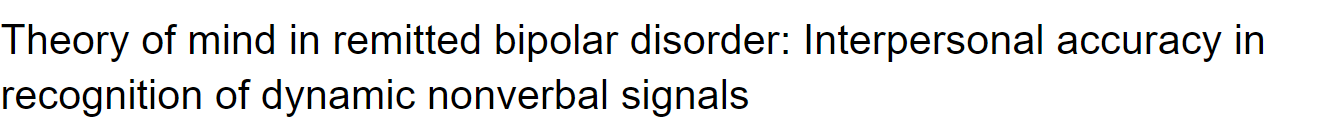 Theory of mind in remitted bipolar disorder: Interpersonal accuracy in
recognition of dynamic nonverbal signals